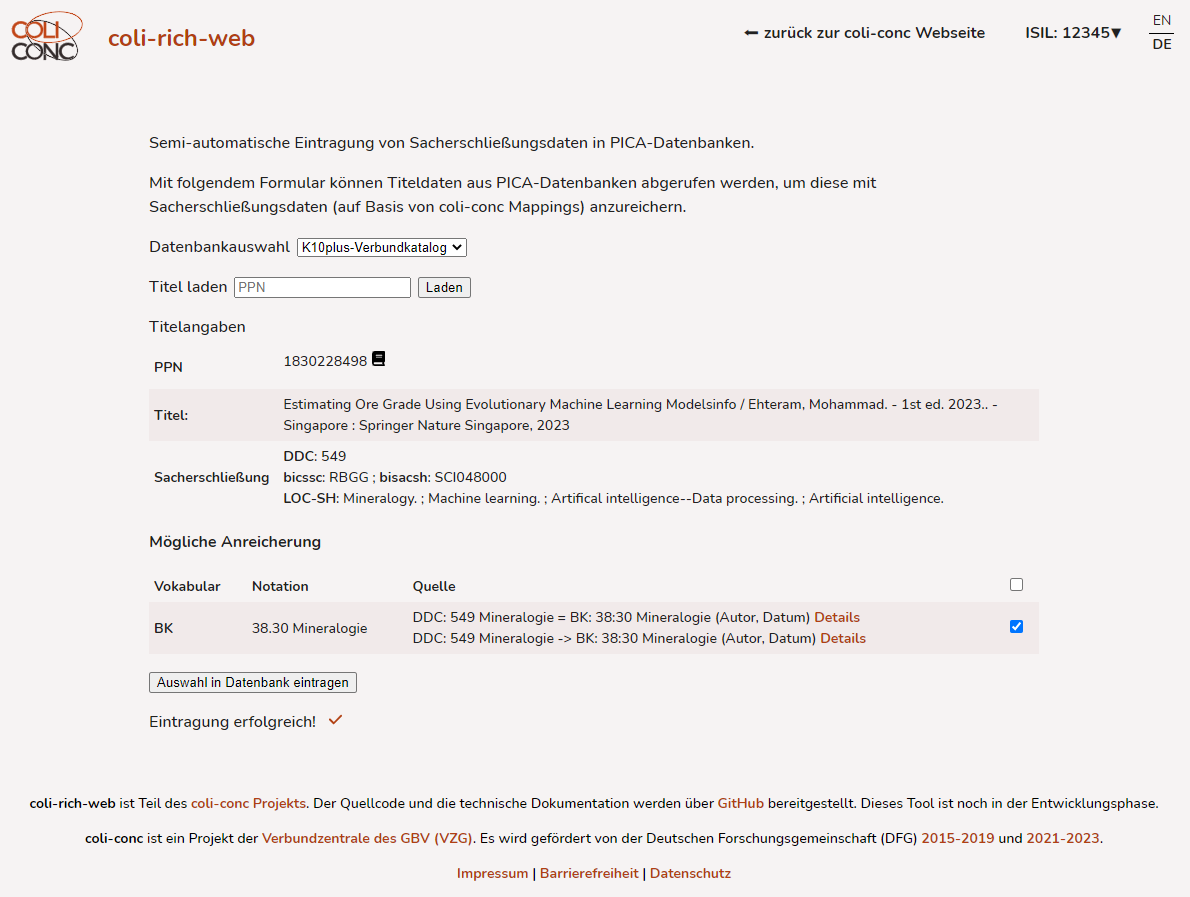 COLI
CONC
coli-rich-web
← zurück zur coli-conc Webseite
ISIL: 12345▼
EN
DE
Semi-automatische Eintragung von Sacherschließungsdaten in PICA-Datenbanken.
Mit folgendem Formular können Titeldaten aus PICA-Datenbanken abgerufen werden, um diese mit
Sacherschließungsdaten (auf Basis von coli-conc Mappings) anzureichern.
Datenbankauswahl K10plus-Verbundkatalog
Titel laden PPN Laden
Titelangaben
PPN 1830228498
Titel: Estimating Ore Grade Using Evolutionary Machine Learning Modelsinfo / Ehteram, Mohammad. - 1st ed. 2023.. -
Singapore : Springer Nature Singapore, 2023
Sacherschließung
DDC: 549
bicssc: RBGG ; bisacsh: SCI048000
LOC-SH: Mineralogy. ; Machine learning. ; Artifical intelligence--Data processing. ; Artificial intelligence.
Mögliche Anreicherung
Vokabular Notation Quelle
BK 38.30 Mineralogie
DDC: 549 Mineralogie = BK: 38:30 Mineralogie (Autor, Datum) Details
DDC: 549 Mineralogie -> BK: 38:30 Mineralogie (Autor, Datum) Details
Auswahl in Datenbank eintragen
Eintragung erfolgreich! ✓
coli-rich-web ist Teil des coli-conc Projekts. Der Quellcode und die technische Dokumentation werden über GitHub bereitgestellt. Dieses Tool ist noch in der Entwicklungsphase.
coli-conc ist ein Projekt der Verbundzentrale des GBV (VZG). Es wird gefördert von der Deutschen Forschungsgemeinschaft (DFG) 2015-2019 und 2021-2023.
Impressum | Barrierefreiheit | Datenschutz